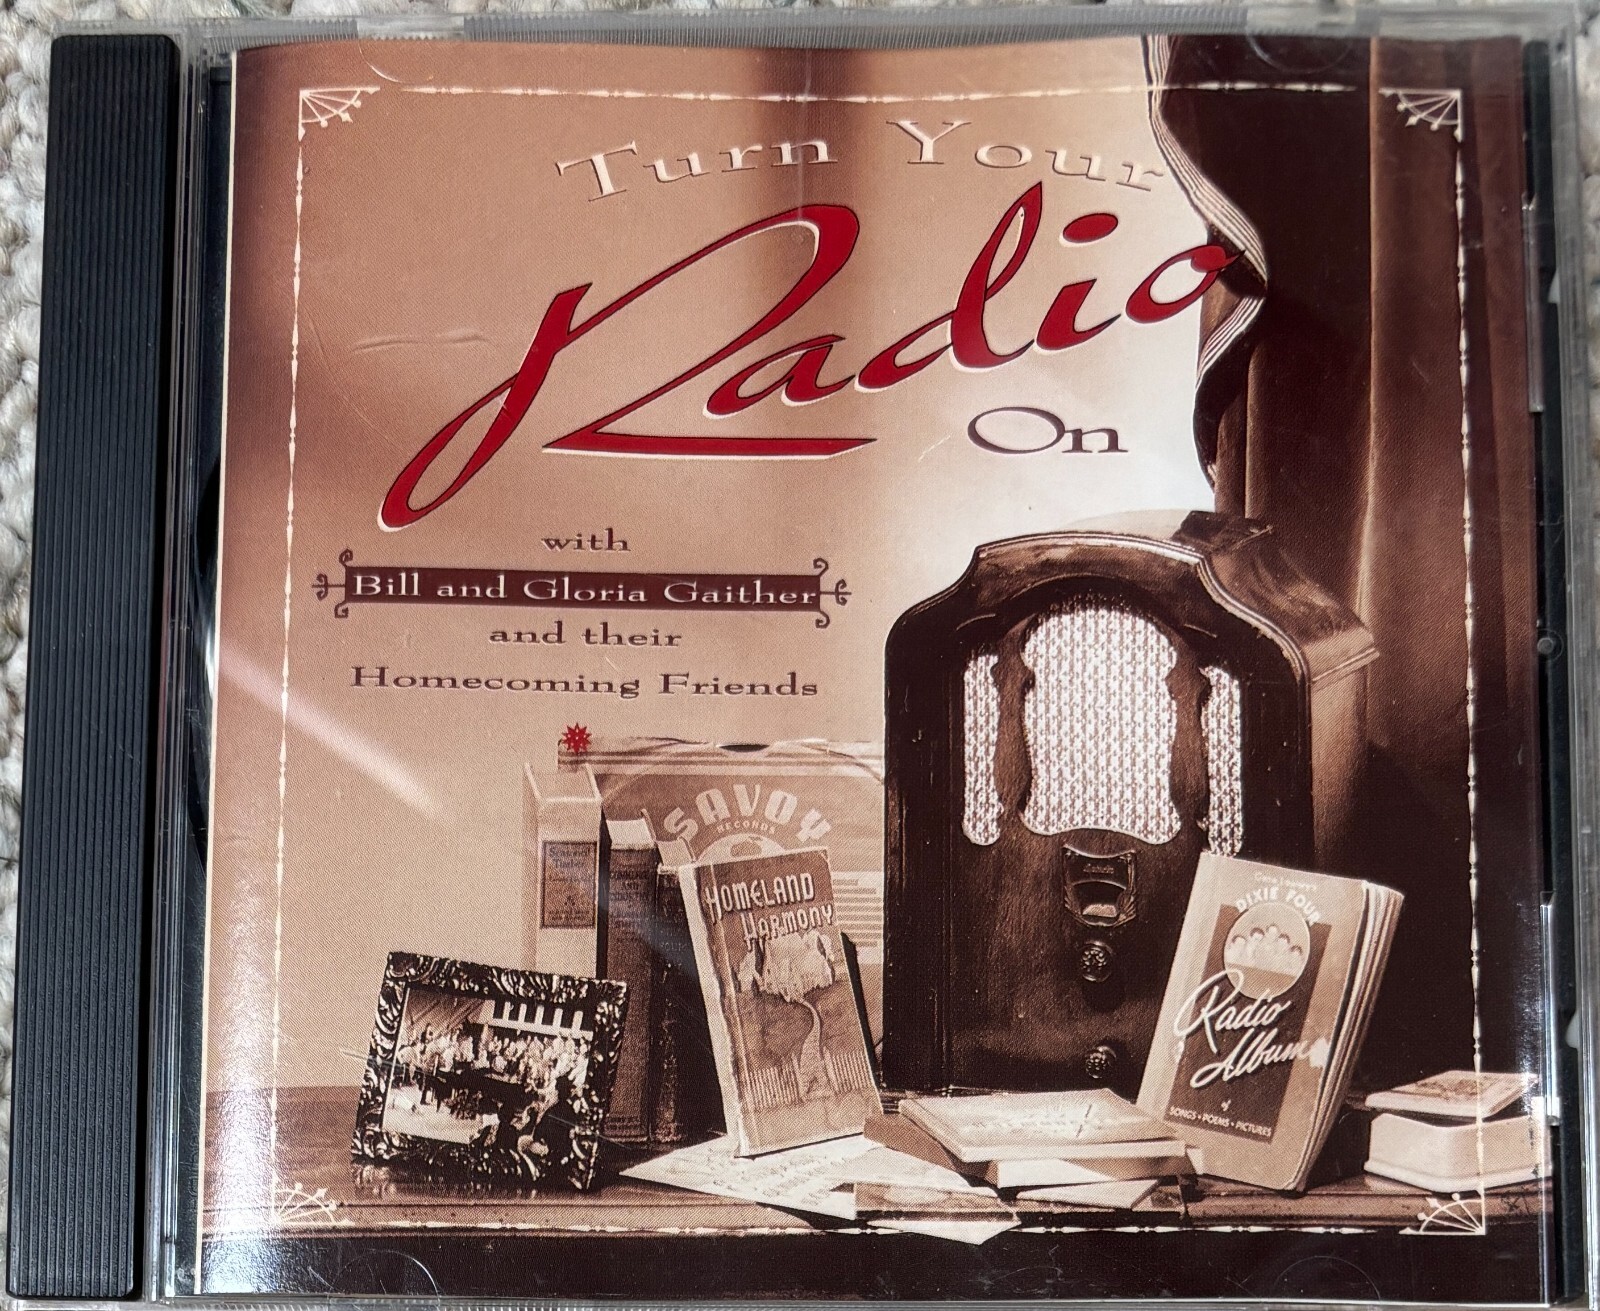 Turn Your
Radio
On
with
Bill and Gloria Gaither
and their
Homecoming Friends
SAVOY
RECORDS
HOMELAND
HARMONY
DIXIE FOUR
Radio
Album
of
SONGS • POEMS • PICTURES